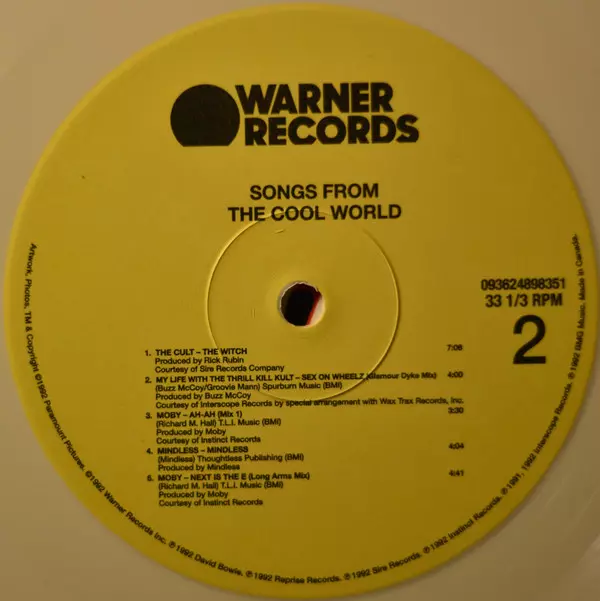 WARNER
RECORDS
SONGS FROM
THE COOL WORLD
093624898351
33 1/3 RPM
2
1. THE CULT – THE WITCH 7:06
Produced by Rick Rubin
Courtesy of Sire Records Company
2. MY LIFE WITH THE THRILL KILL KULT – SEX ON WHEELZ (Glamour Dyke Mix) 4:00
(Buzz McCoy/Groovie Mann) Spurburn Music (BMI)
Produced by Buzz McCoy
Courtesy of Interscope Records by special arrangement with Wax Trax Records, Inc.
3. MOBY – AH-AH (Mix 1) 3:30
(Richard M. Hall) T.L.I. Music (BMI)
Produced by Moby
Courtesy of Instinct Records
4. MINDLESS – MINDLESS 4:04
(Mindless) Thoughtless Publishing (BMI)
Produced by Mindless
5. MOBY – NEXT IS THE E (Long Arms Mix) 4:41
(Richard M. Hall) T.L.I. Music (BMI)
Produced by Moby
Courtesy of Instinct Records
Artwork, Photos, TM & Copyright ©1992 Paramount Pictures. ℗1992 Warner Records Inc. ℗ 1992 David Bowie. ℗1992 Reprise Records. ℗ 1992 Sire Records. ℗ 1992 Instinct Records. ℗ 1991, 1992 Interscope Records. ℗ 1992 BMG Music. Made in Canada.